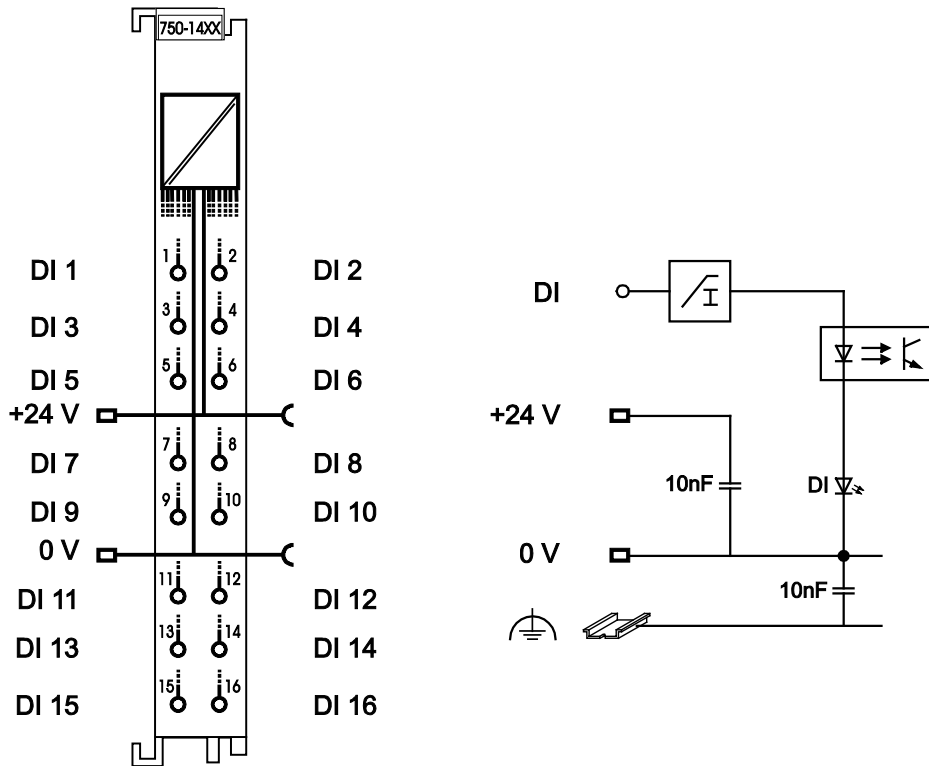 750-14XX
DI 1 1 2 DI 2
DI 3 3 4 DI 4
DI 5 5 6 DI 6
+24 V
DI 7 7 8 DI 8
DI 9 9 10 DI 10
0 V
DI 11 11 12 DI 12
DI 13 13 14 DI 14
DI 15 15 16 DI 16
DI
I
+24 V
10nF
DI
0 V
10nF